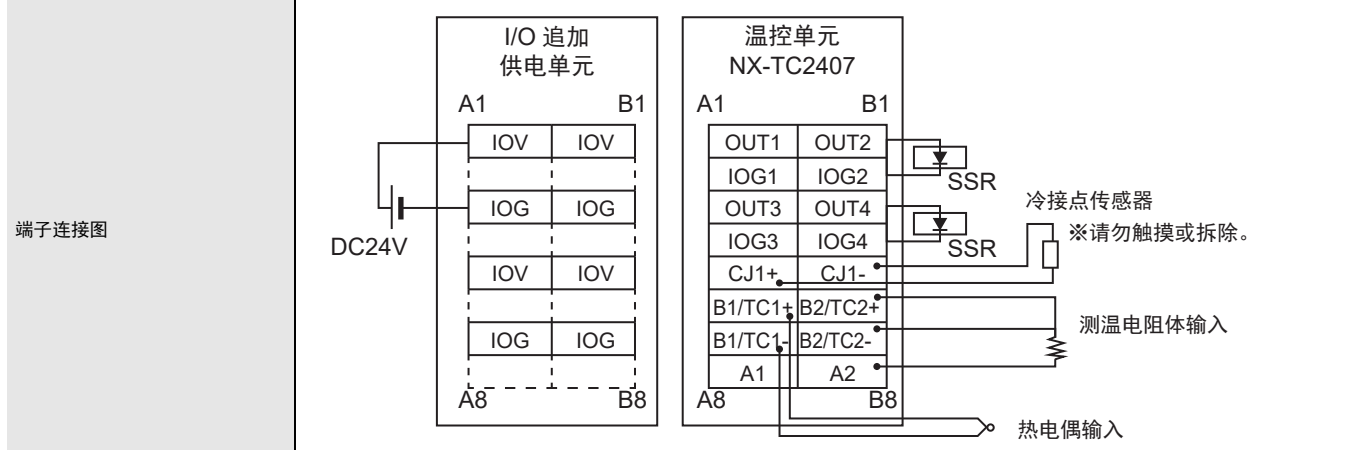 端子连接图
I/O 追加
供电单元
A1 B1
IOV IOV
IOG IOG
IOV IOV
IOG IOG
A8 B8
DC24V
温控单元
NX-TC2407
A1 B1
OUT1 OUT2
IOG1 IOG2
OUT3 OUT4
IOG3 IOG4
CJ1+ CJ1-
B1/TC1+ B2/TC2+
B1/TC1- B2/TC2-
A1 A2
A8 B8
SSR
SSR
冷接点传感器
※请勿触摸或拆除。
测温电阻体输入
热电偶输入